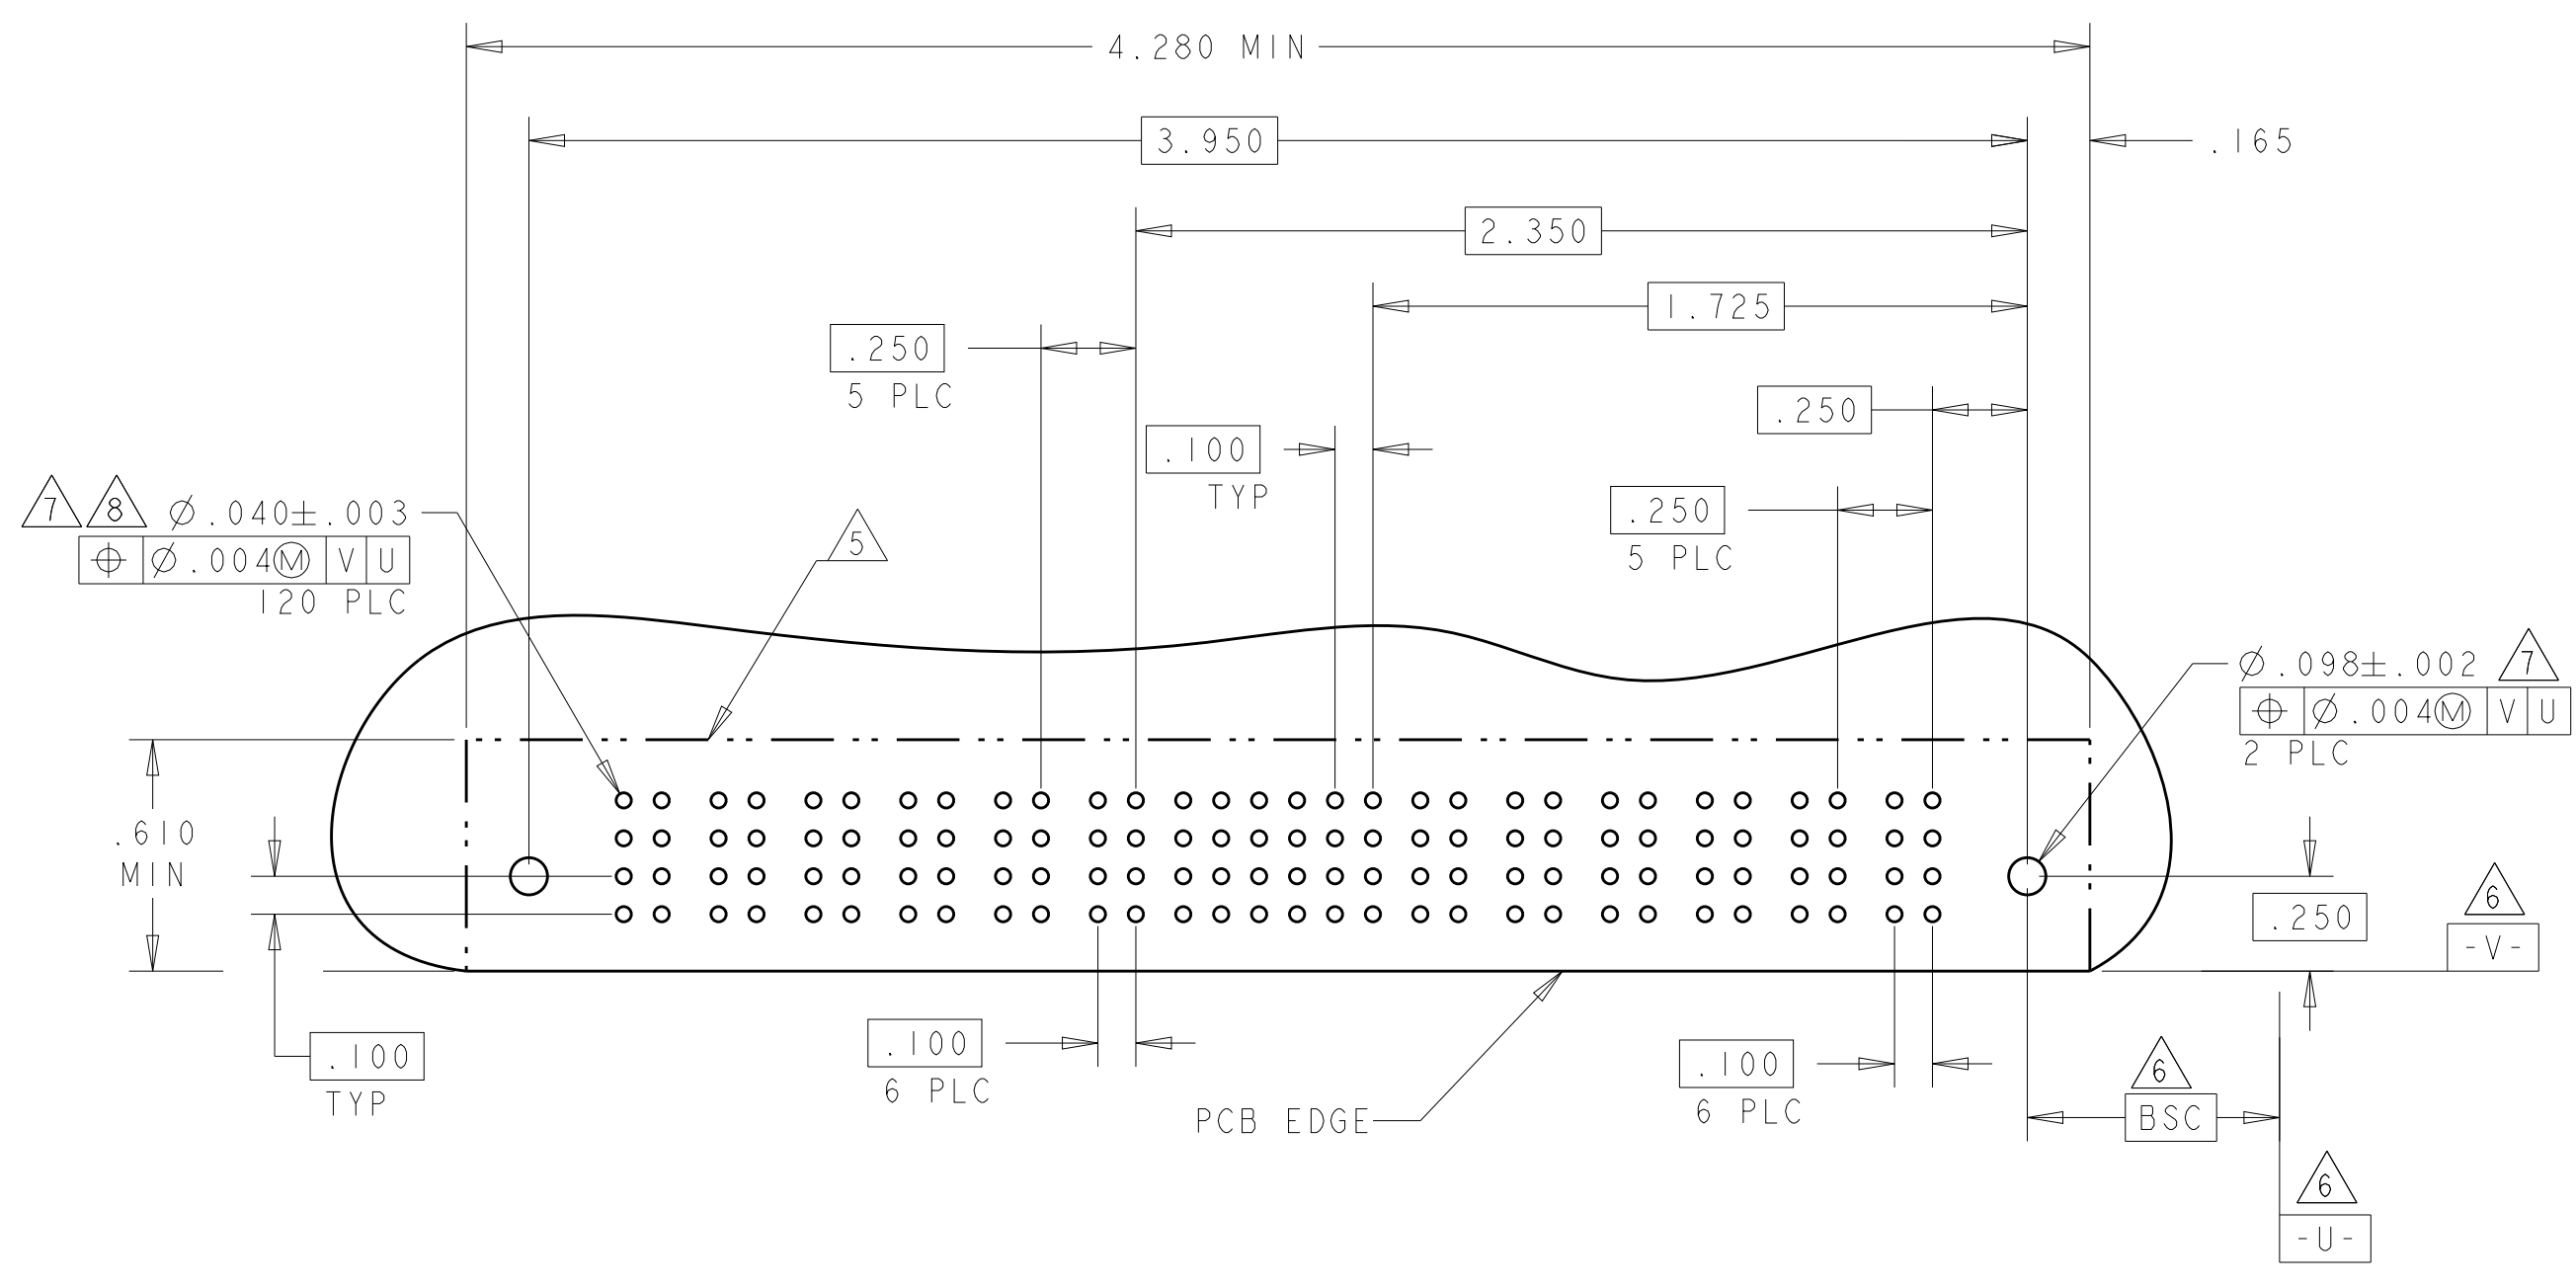 4.280 MIN
3.950
.165
2.350
1.725
.250
5 PLC
.250
.100
TYP
.250
5 PLC
7 8 Ø.040±.003
⌖ Ø.004Ⓜ V U
120 PLC
5
Ø.098±.002 7
⌖ Ø.004Ⓜ V U
2 PLC
.610
MIN
.250
6
-V-
.100
TYP
.100
6 PLC
PCB EDGE
.100
6 PLC
6
BSC
6
-U-